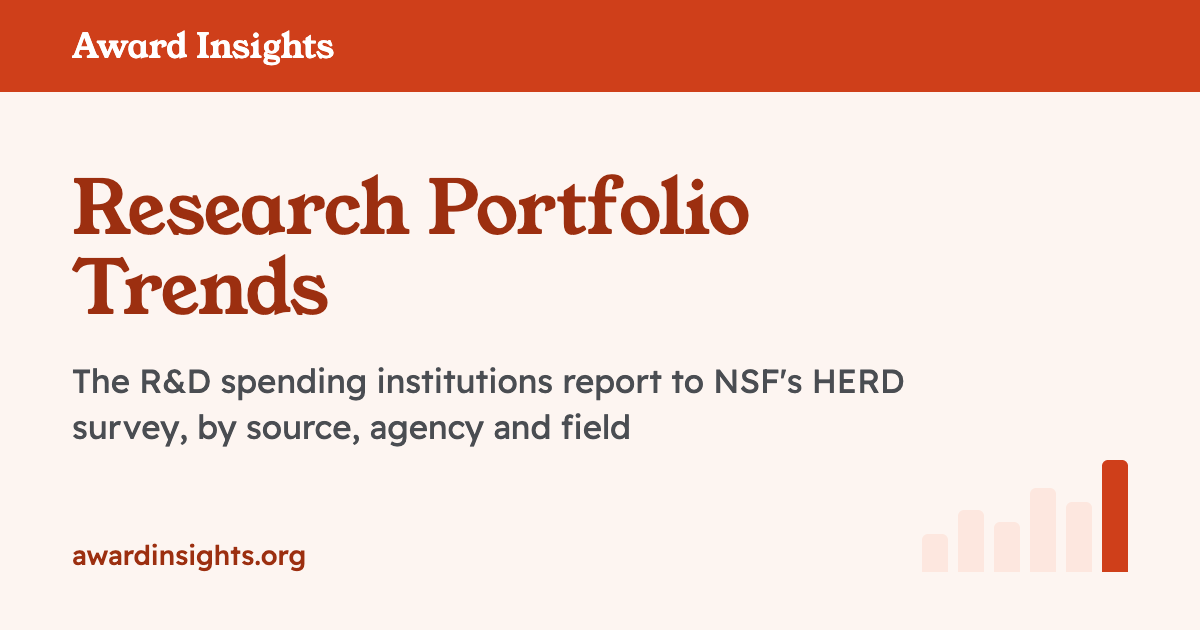 Award Insights
Research Portfolio
Trends
The R&D spending institutions report to NSF's HERD
survey, by source, agency and field
awardinsights.org